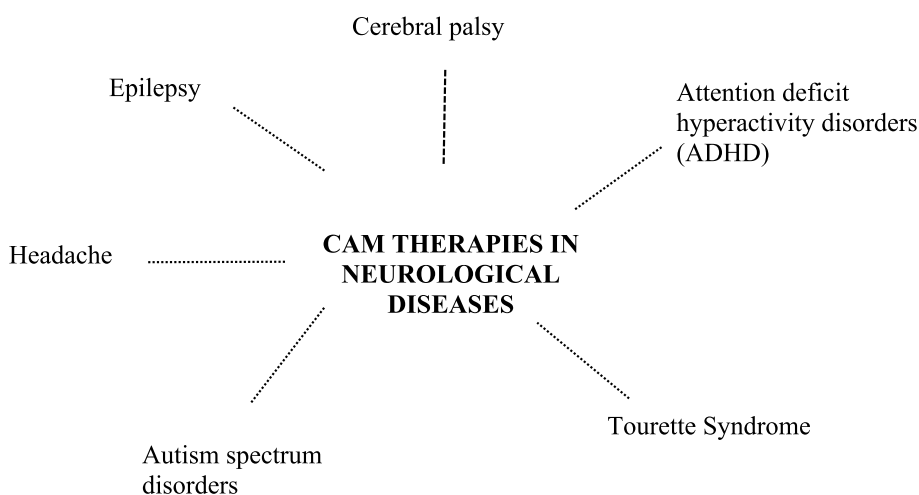 Cerebral palsy
Epilepsy
Attention deficit
hyperactivity disorders
(ADHD)
Headache
CAM THERAPIES IN
NEUROLOGICAL
DISEASES
Tourette Syndrome
Autism spectrum
disorders